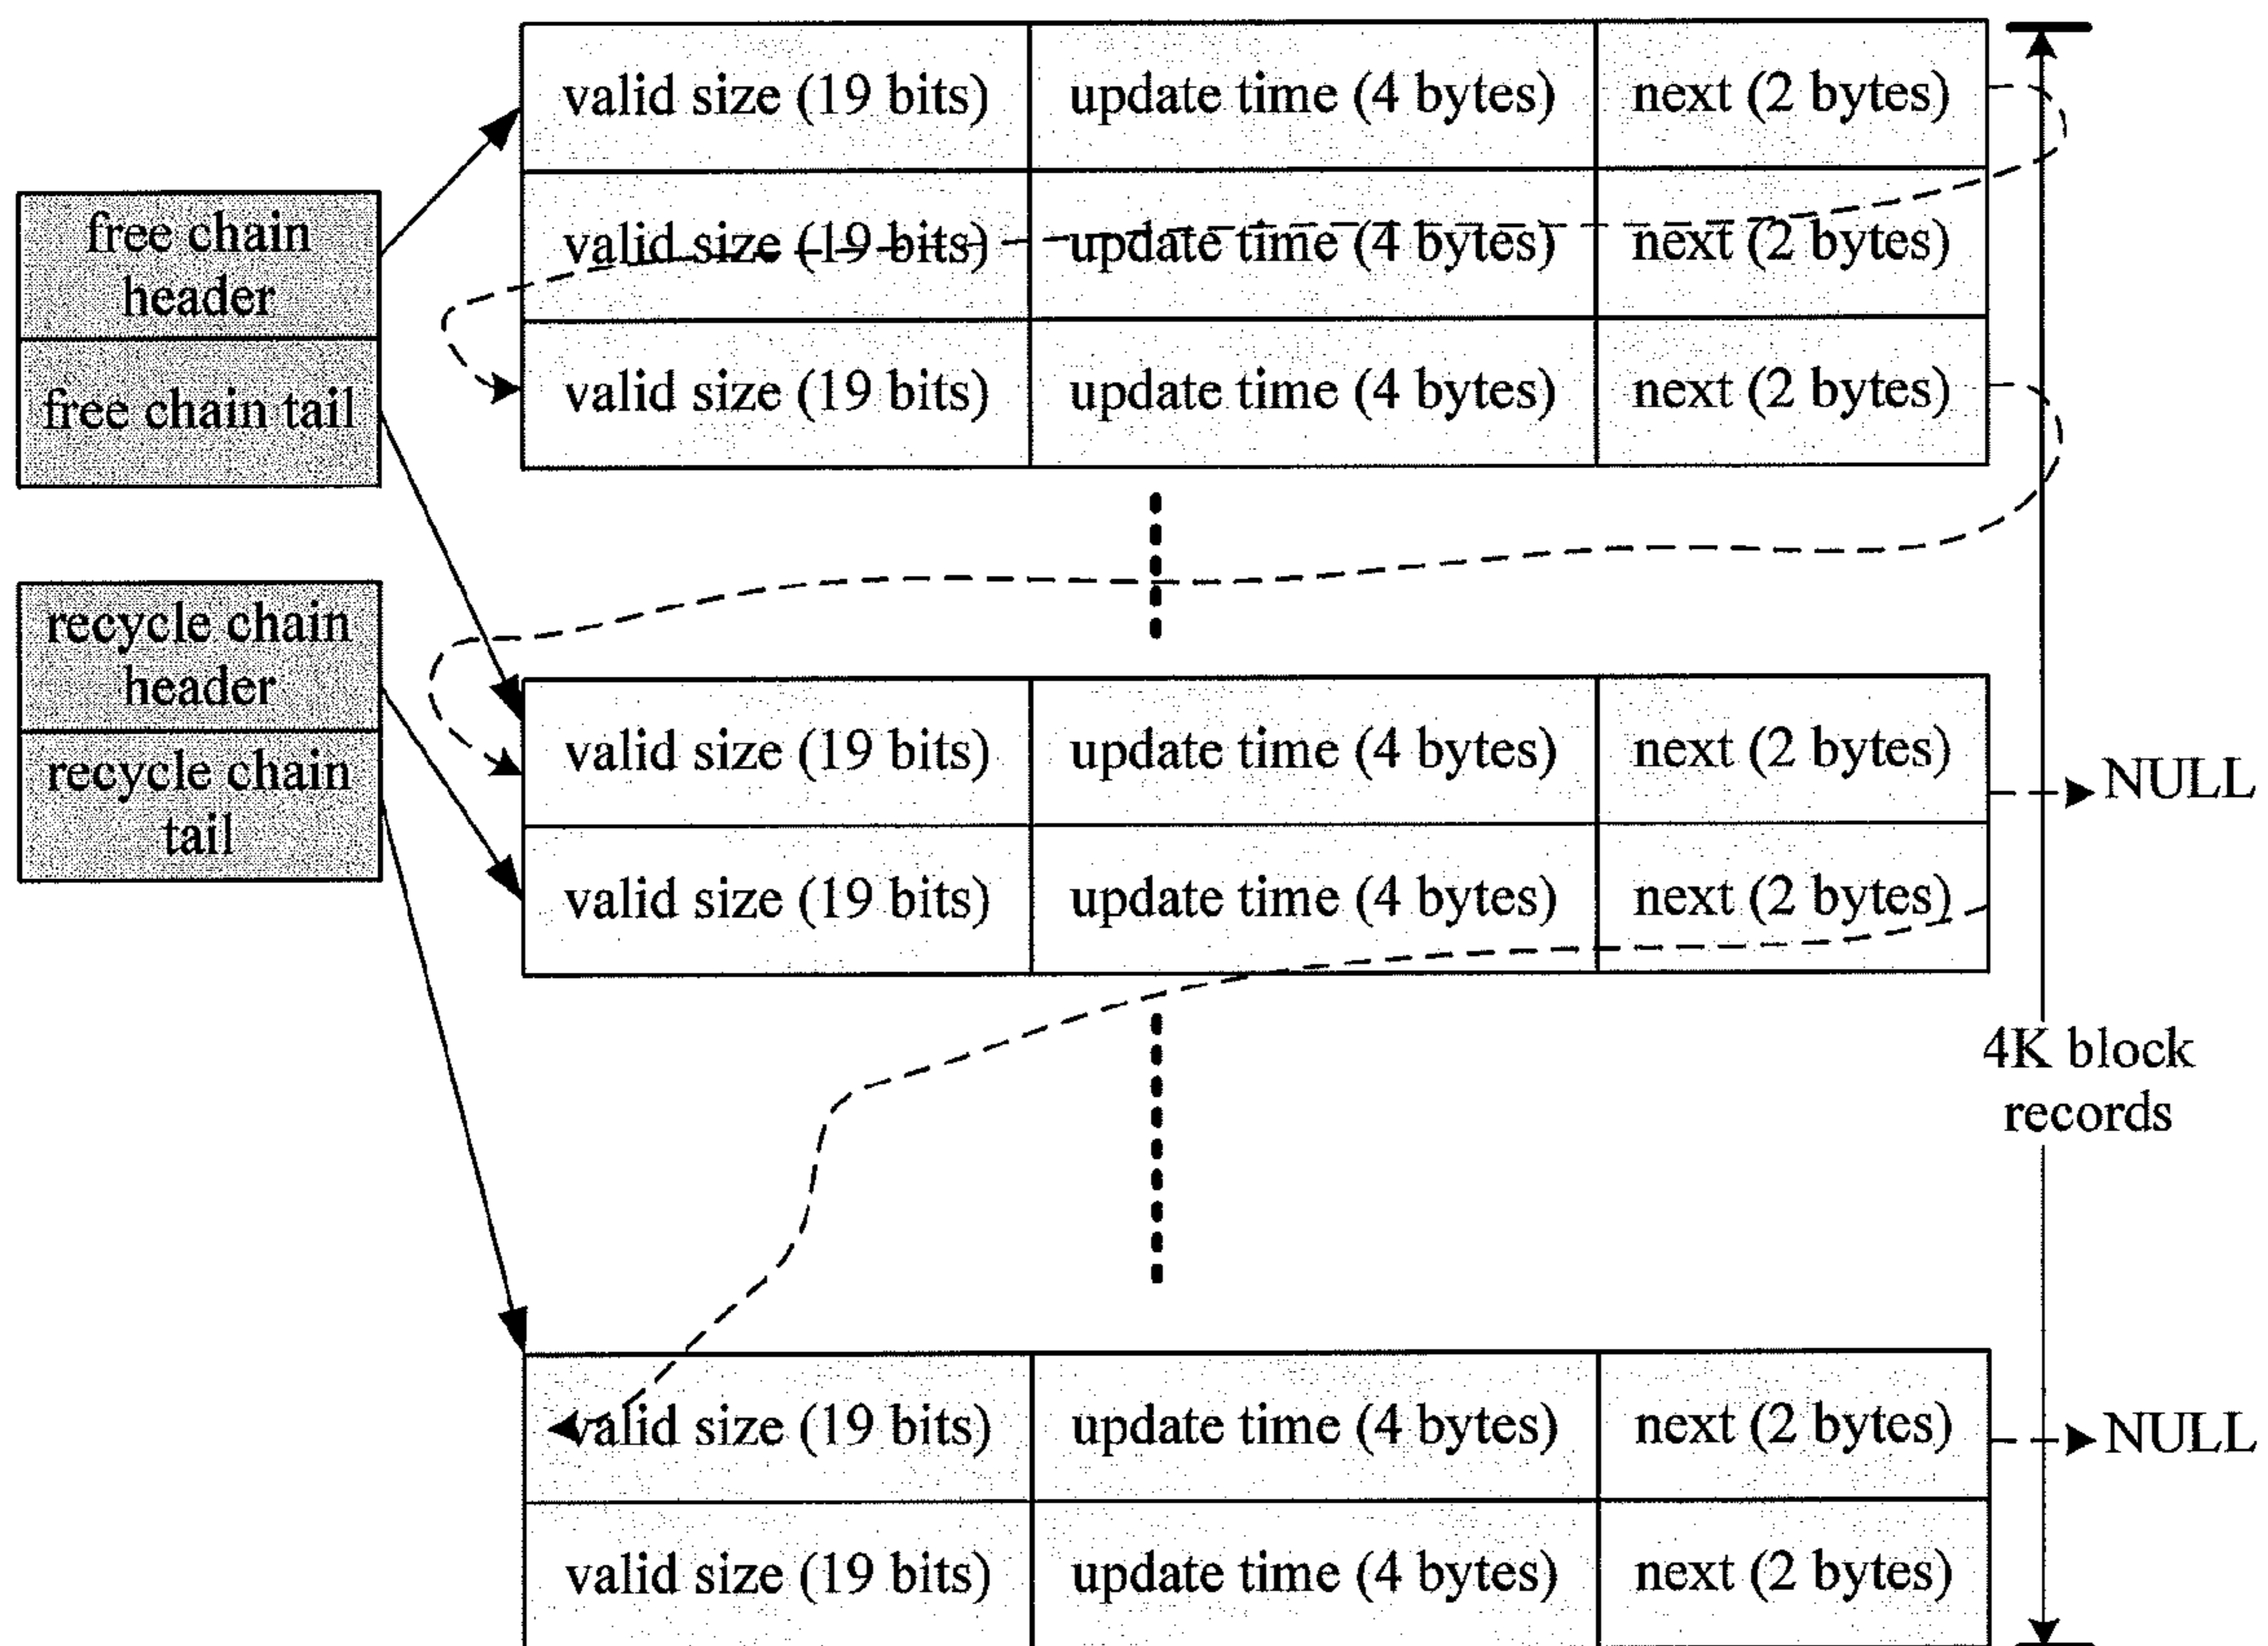 valid size (19 bits) update time (4 bytes) next (2 bytes)
free chain
header
valid size (19 bits) update time (4 bytes) next (2 bytes)
free chain tail
valid size (19 bits) update time (4 bytes) next (2 bytes)
recycle chain
header
recycle chain
tail
valid size (19 bits) update time (4 bytes) next (2 bytes)
NULL
valid size (19 bits) update time (4 bytes) next (2 bytes)
4K block
records
valid size (19 bits) update time (4 bytes) next (2 bytes)
NULL
valid size (19 bits) update time (4 bytes) next (2 bytes)